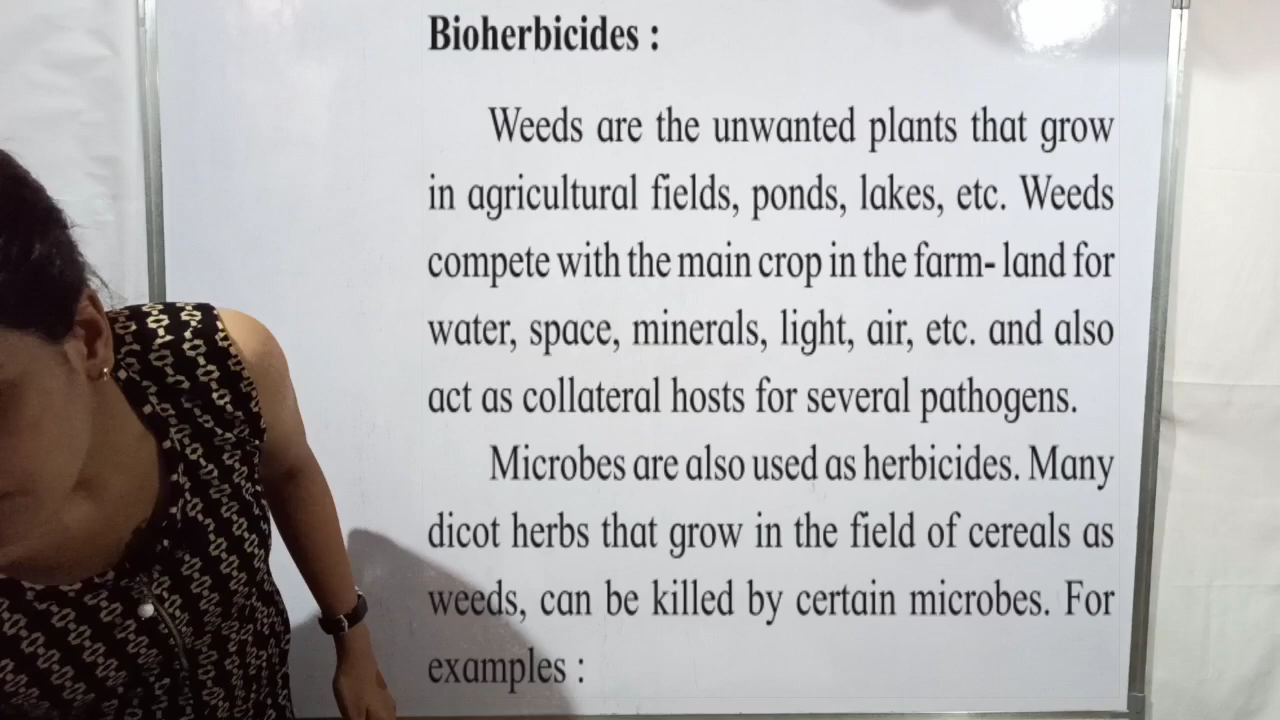 Bioherbicides :
Weeds are the unwanted plants that grow
in agricultural fields, ponds, lakes, etc. Weeds
compete with the main crop in the farm- land for
water, space, minerals, light, air, etc. and also
act as collateral hosts for several pathogens.
Microbes are also used as herbicides. Many
dicot herbs that grow in the field of cereals as
weeds, can be killed by certain microbes. For
examples :